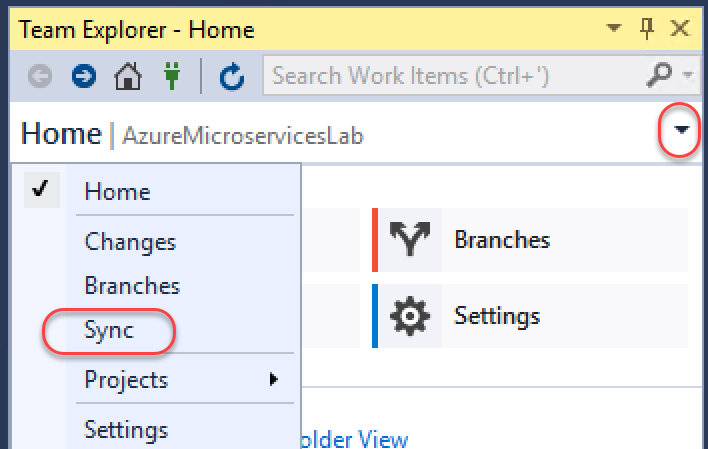 Team Explorer - Home
Search Work Items (Ctrl+')
Home | AzureMicroservicesLab
Home
Changes
Branches
Sync
Projects
Settings
Branches
Settings
older View